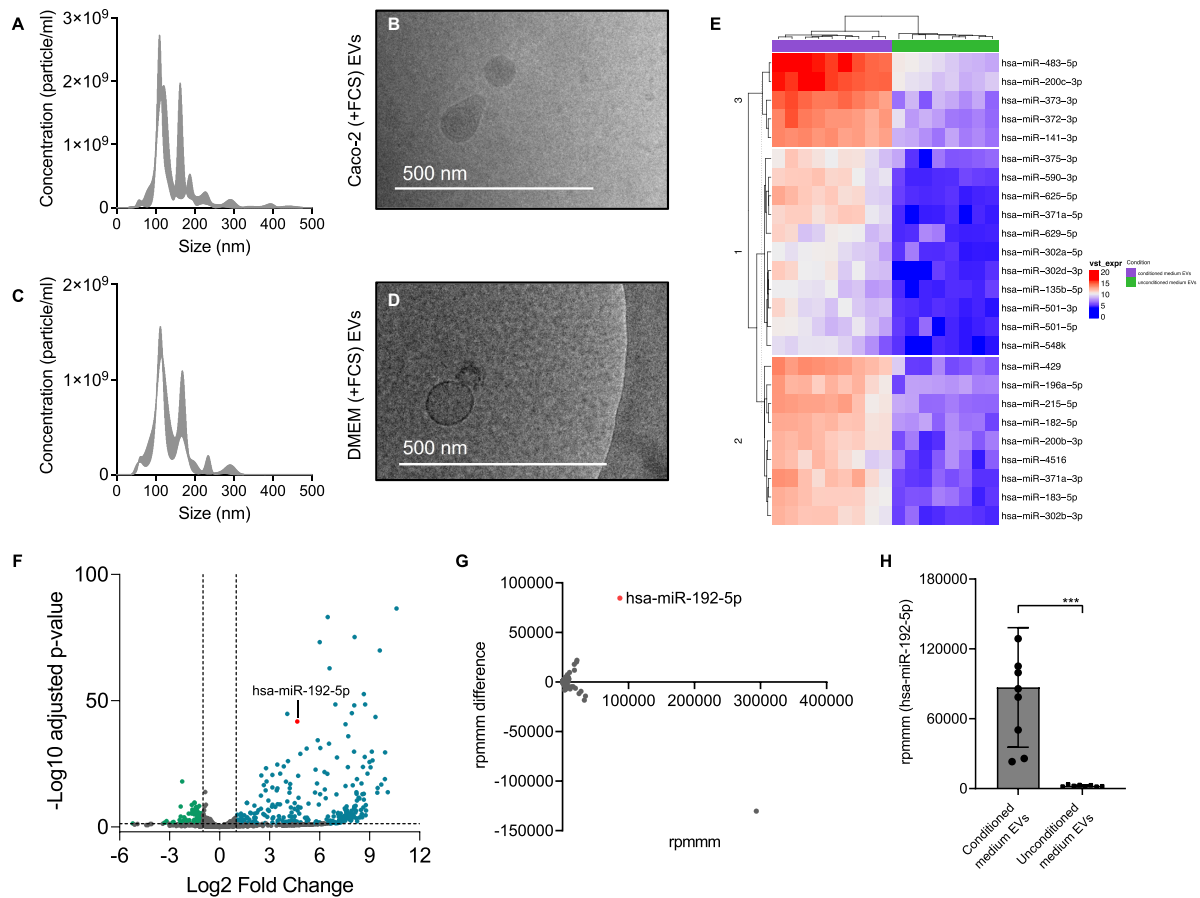 A
Concentration (particle/ml)
3×10⁹
2×10⁹
1×10⁹
0
0 100 200 300 400 500
Size (nm)
Caco-2 (+FCS) EVs
B
500 nm
C
Concentration (particle/ml)
2×10⁹
1×10⁹
0
0 100 200 300 400 500
Size (nm)
DMEM (+FCS) EVs
D
500 nm
E
3
1
2
hsa−miR−483−5p
hsa−miR−200c−3p
hsa−miR−373−3p
hsa−miR−372−3p
hsa−miR−141−3p
hsa−miR−375−3p
hsa−miR−590−3p
hsa−miR−625−5p
hsa−miR−371a−5p
hsa−miR−629−5p
hsa−miR−302a−5p
hsa−miR−302d−3p
hsa−miR−135b−5p
hsa−miR−501−3p
hsa−miR−501−5p
hsa−miR−548k
hsa−miR−429
hsa−miR−196a−5p
hsa−miR−215−5p
hsa−miR−182−5p
hsa−miR−200b−3p
hsa−miR−4516
hsa−miR−371a−3p
hsa−miR−183−5p
hsa−miR−302b−3p
vst_expr
20
15
10
5
0
Condition
conditioned medium EVs
unconditioned medium EVs
F
-Log10 adjusted p-value
100
50
0
hsa-miR-192-5p
-6 -3 0 3 6 9 12
Log2 Fold Change
G
rpmmm difference
100000
50000
0
-50000
-100000
-150000
hsa-miR-192-5p
100000 200000 300000 400000
rpmmm
H
rpmmm (hsa-miR-192-5p)
180000
120000
60000
0
***
Conditioned
medium EVs
Unconditioned
medium EVs